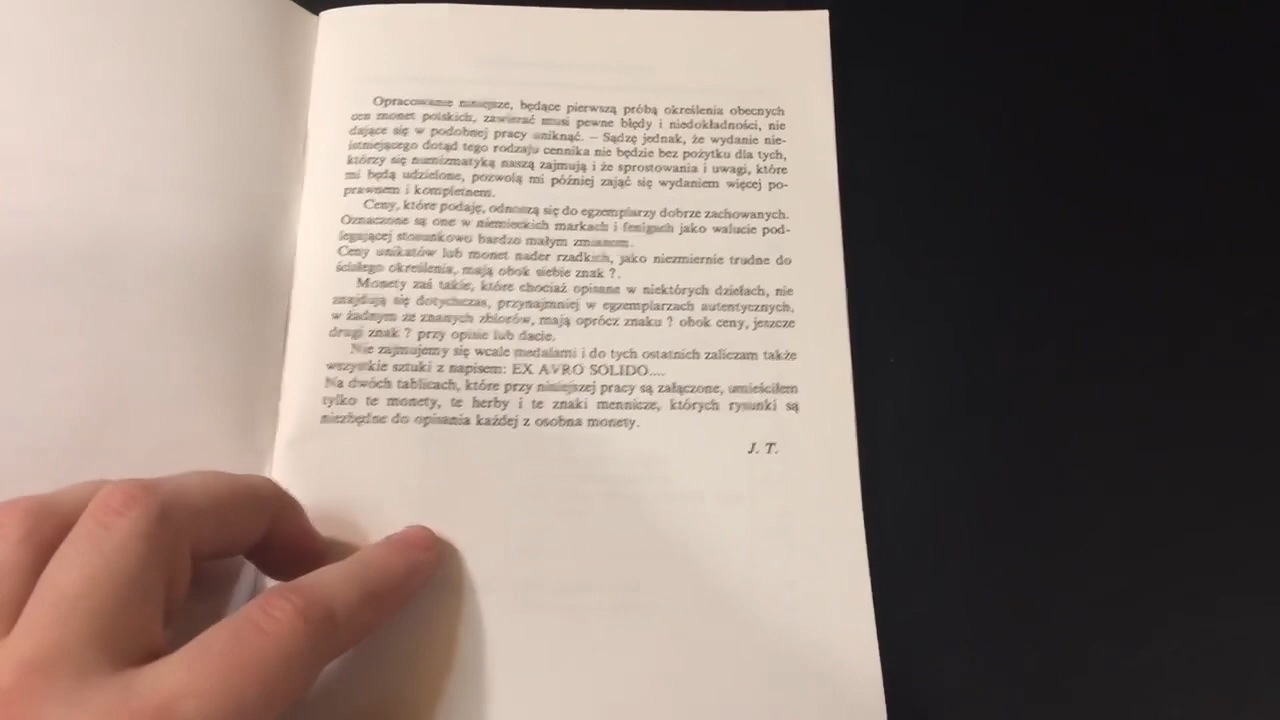 Opracowanie niniejsze, będące pierwszą próbą określenia obecnych
cen monet polskich, zawierać musi pewne błędy i niedokładności, nie
dające się w podobnej pracy uniknąć. — Sądzę jednak, że wydanie nie-
istniejącego dotąd tego rodzaju cennika nie będzie bez pożytku dla tych,
którzy się numizmatyką naszą zajmują i że sprostowania i uwagi, które
mi będą udzielone, pozwolą mi później zająć się wydaniem więcej po-
prawnem i kompletnem.
Ceny, które podaję, odnoszą się do egzemplarzy dobrze zachowanych.
Oznaczone są one w niemieckich markach i fenigach jako walucie pod-
legającej stosunkowo bardzo małym zmianom.
Ceny unikatów lub monet nader rzadkich, jako niezmiernie trudne do
ścisłego określenia, mają obok siebie znak ?.
Monety zaś takie, które chociaż opisane w niektórych dziełach, nie
znajdują się dotychczas, przynajmniej w egzemplarzach autentycznych,
w żadnym ze znanych zbiorów, mają oprócz znaku ? obok ceny, jeszcze
drugi znak ? przy opisie lub dacie.
Nie zajmujemy się wcale medalami i do tych ostatnich zaliczam także
wszystkie sztuki z napisem: EX AVRO SOLIDO....
Na dwóch tablicach, które przy niniejszej pracy są załączone, umieściłem
tylko te monety, te herby i te znaki mennicze, których rysunki są
niezbędne do opisania każdej z osobna monety.
J. T.